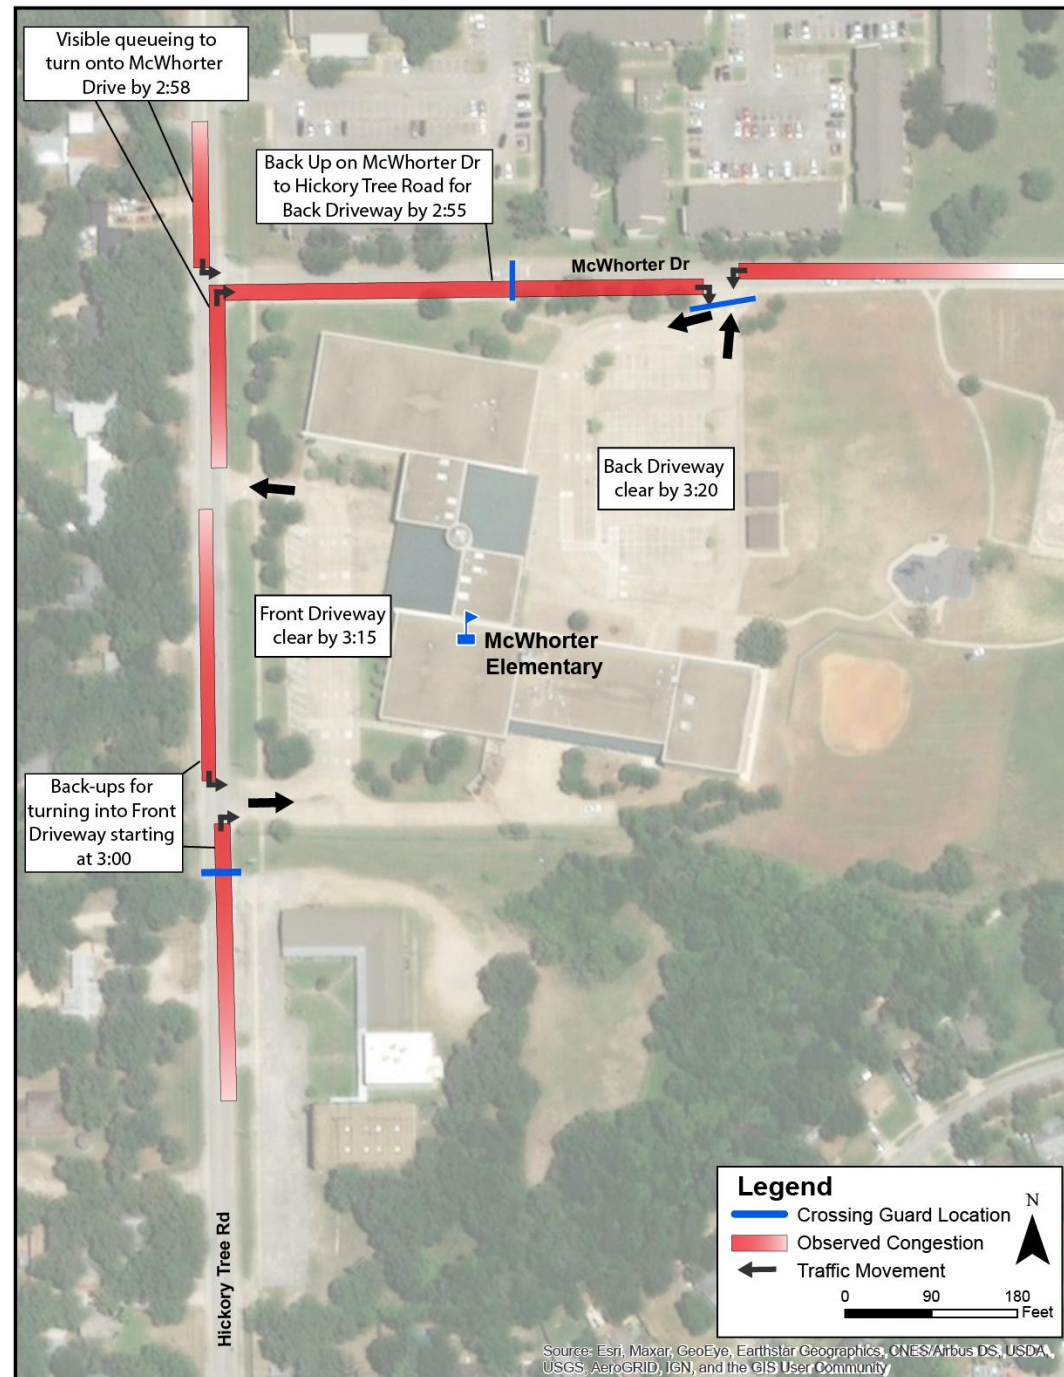 Visible queueing to
turn onto McWhorter
Drive by 2:58
Back Up on McWhorter Dr
to Hickory Tree Road for
Back Driveway by 2:55
McWhorter Dr
Back Driveway
clear by 3:20
Front Driveway
clear by 3:15
McWhorter
Elementary
Back-ups for
turning into Front
Driveway starting
at 3:00
Hickory Tree Rd
Legend
Crossing Guard Location
Observed Congestion
Traffic Movement
N
0 90 180
Feet
Source: Esri, Maxar, GeoEye, Earthstar Geographics, CNES/Airbus DS, USDA,
USGS, AeroGRID, IGN, and the GIS User Community